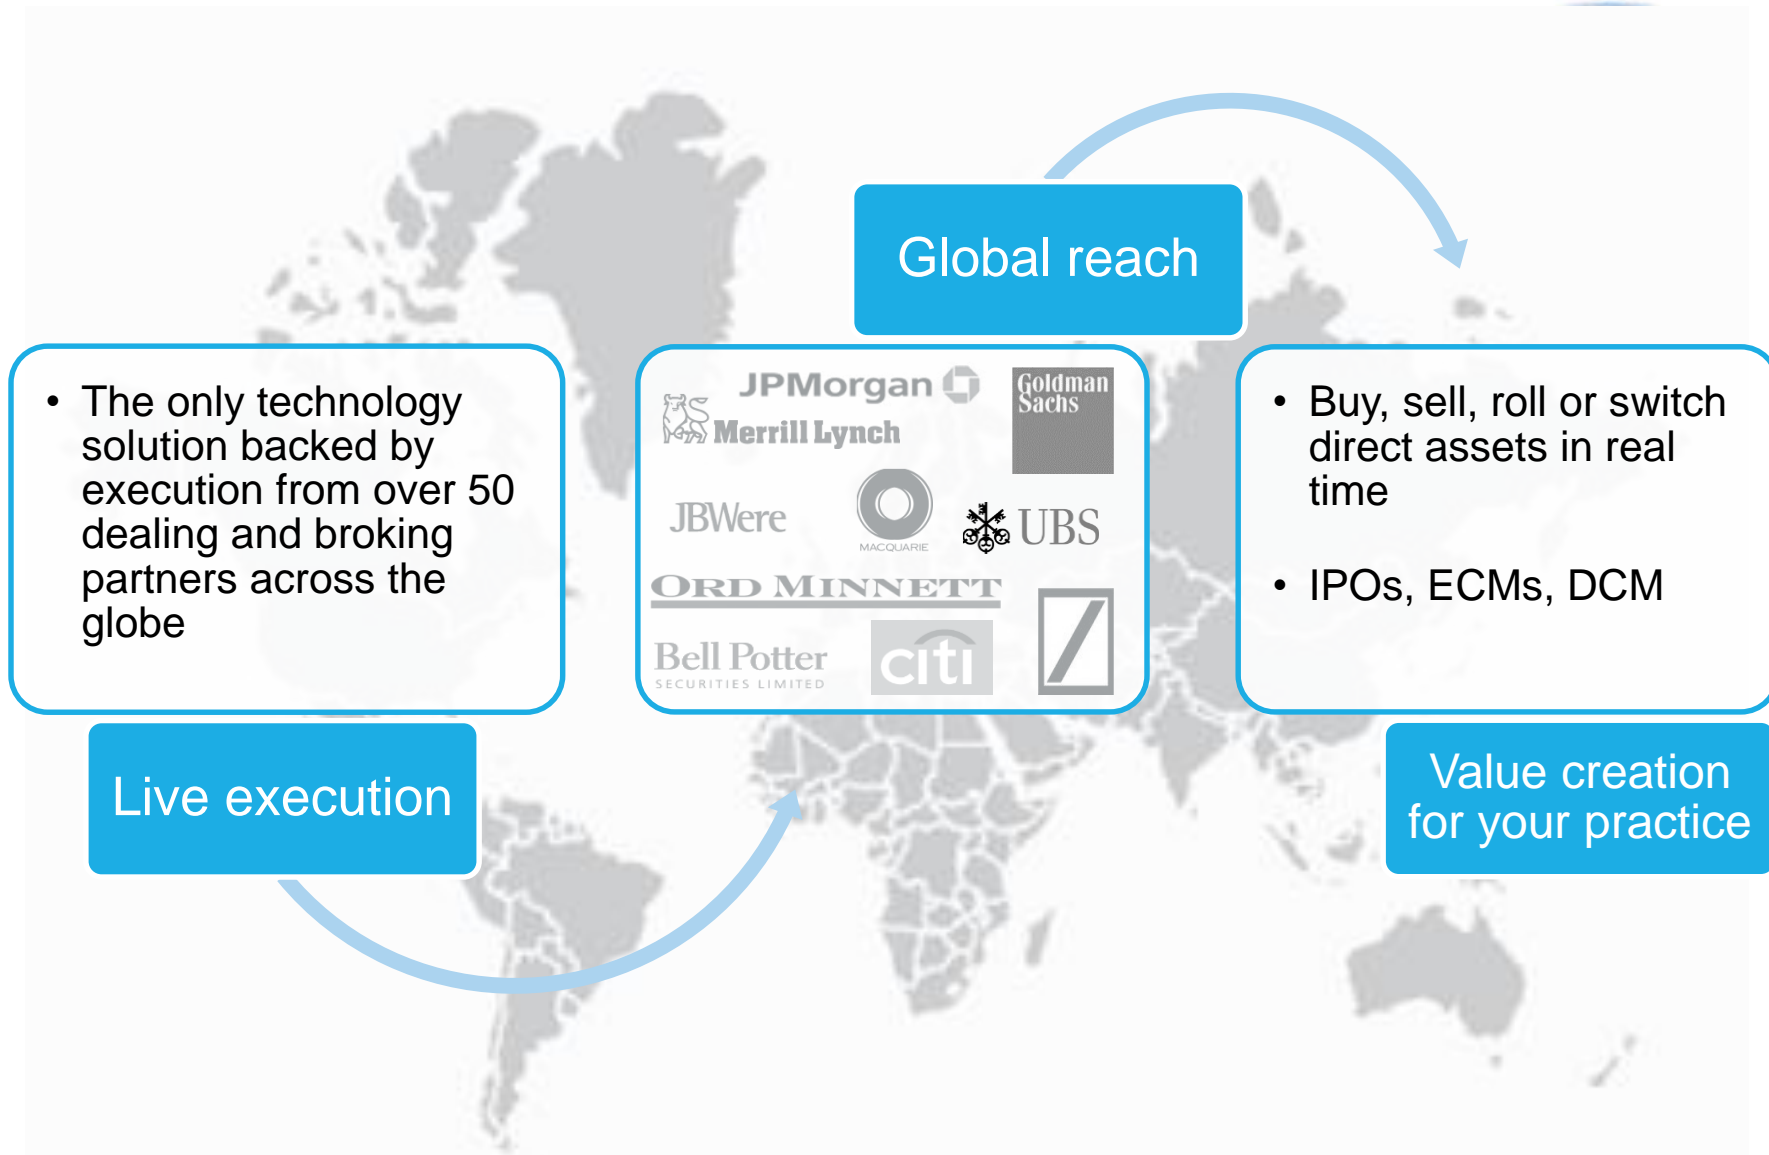 Global reach
• The only technology
solution backed by
execution from over 50
dealing and broking
partners across the
globe
Live execution
JPMorgan
Goldman
Sachs
Merrill Lynch
JBWere
MACQUARIE
UBS
ORD MINNETT
Bell Potter
SECURITIES LIMITED
citi
• Buy, sell, roll or switch
direct assets in real
time
• IPOs, ECMs, DCM
Value creation
for your practice